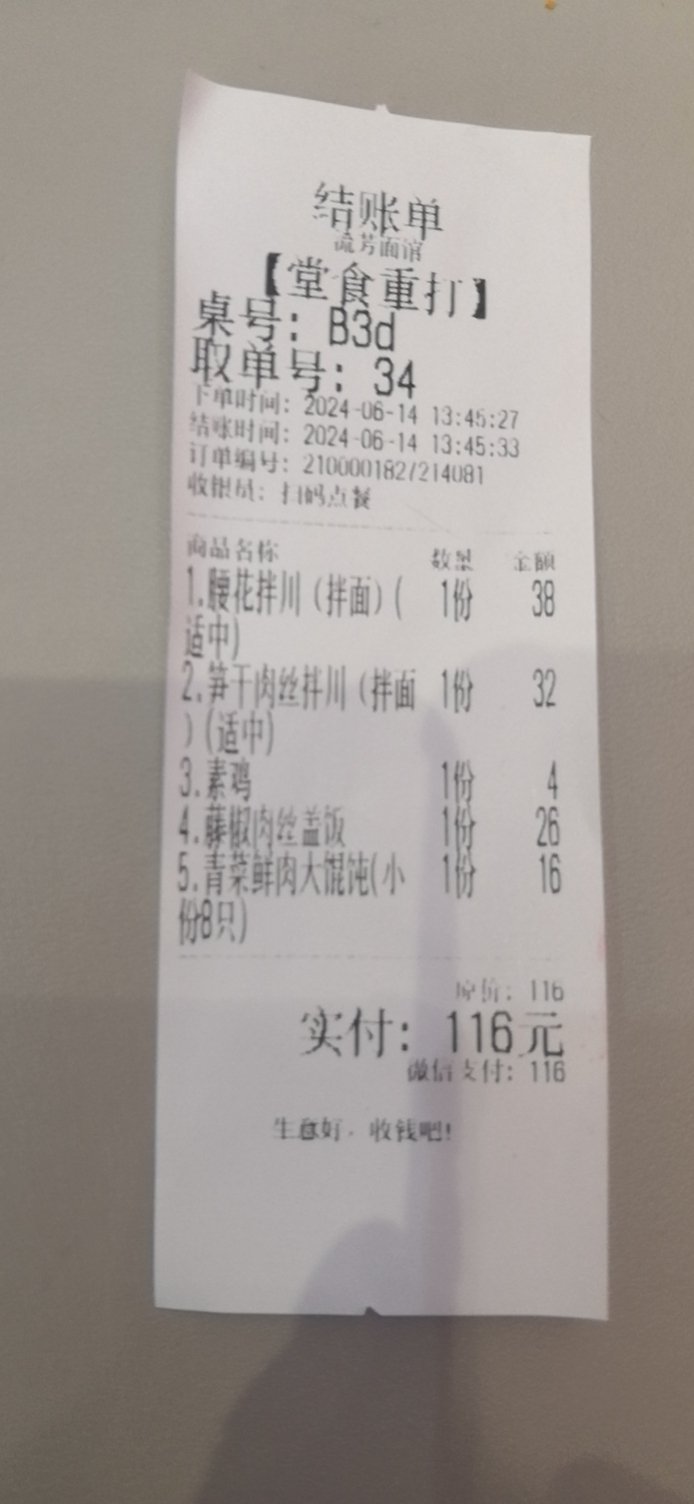 结账单
流芳面馆
【堂食重打】
桌号：B3d
取单号：34
下单时间：2024-06-14 13:45:27
结账时间：2024-06-14 13:45:33
订单编号：2100001827214081
收银员：扫码点餐
商品名称 数量 金额
1.腰花拌川（拌面）( 1份 38
适中)
2.笋干肉丝拌川（拌面 1份 32
）(适中)
3.素鸡 1份 4
4.藤椒肉丝盖饭 1份 26
5.青菜鲜肉大馄饨(小 1份 16
份8只)
原价：116
实付：116元
微信支付：116
生意好，收钱吧！